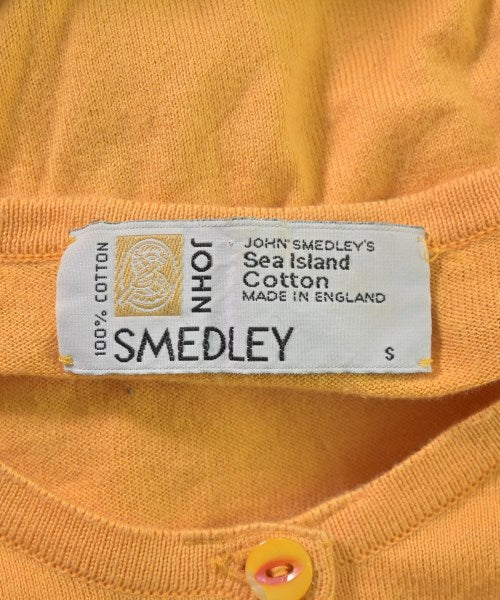 100% COTTON
JOHN
SMEDLEY
JOHN SMEDLEY'S
Sea Island
Cotton
MADE IN ENGLAND
S